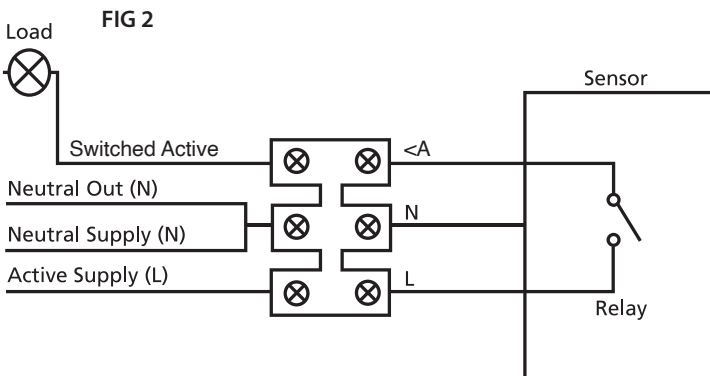 FIG 2
Load
Sensor
Switched Active
<A
Neutral Out (N)
N
Neutral Supply (N)
Active Supply (L)
L
Relay